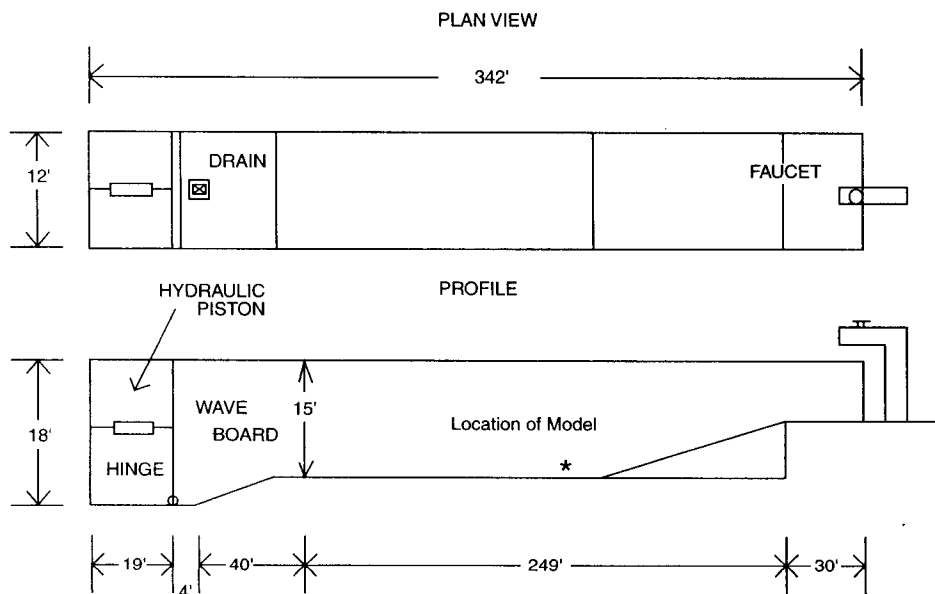 PLAN VIEW
342'
12'
DRAIN
FAUCET
HYDRAULIC
PISTON
PROFILE
18'
WAVE
BOARD
15'
Location of Model
*
HINGE
19'
4'
40'
249'
30'